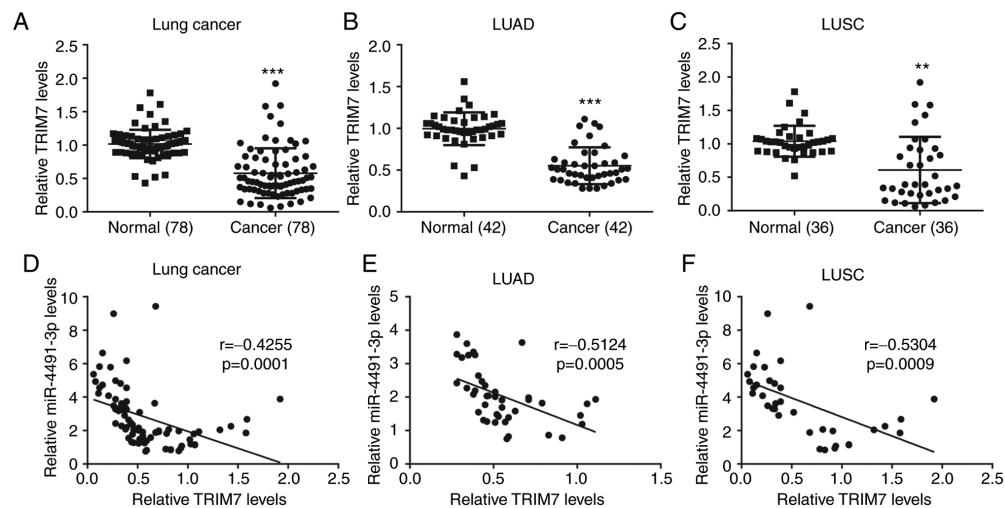 A
Lung cancer
Relative TRIM7 levels
2.5
2.0
1.5
1.0
0.5
0.0
***
Normal (78)
Cancer (78)
B
LUAD
Relative TRIM7 levels
2.0
1.5
1.0
0.5
0.0
***
Normal (42)
Cancer (42)
C
LUSC
Relative TRIM7 levels
2.5
2.0
1.5
1.0
0.5
0.0
**
Normal (36)
Cancer (36)
D
Lung cancer
Relative miR-4491-3p levels
10
8
6
4
2
0
r=−0.4255
p=0.0001
0.0 0.5 1.0 1.5 2.0 2.5
Relative TRIM7 levels
E
LUAD
Relative miR-4491-3p levels
5
4
3
2
1
0
r=−0.5124
p=0.0005
0.0 0.5 1.0 1.5
Relative TRIM7 levels
F
LUSC
Relative miR-4491-3p levels
10
8
6
4
2
0
r=−0.5304
p=0.0009
0.0 0.5 1.0 1.5 2.0 2.5
Relative TRIM7 levels